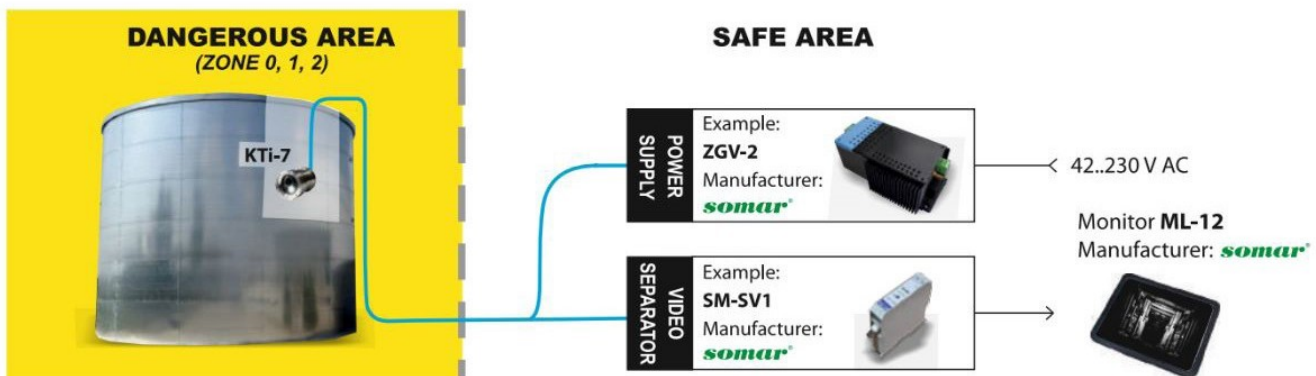 DANGEROUS AREA
(ZONE 0, 1, 2)
KTi-7
SAFE AREA
POWER
SUPPLY
Example:
ZGV-2
Manufacturer:
somar®
42..230 V AC
VIDEO
SEPARATOR
Example:
SM-SV1
Manufacturer:
somar®
Monitor ML-12
Manufacturer: somar®